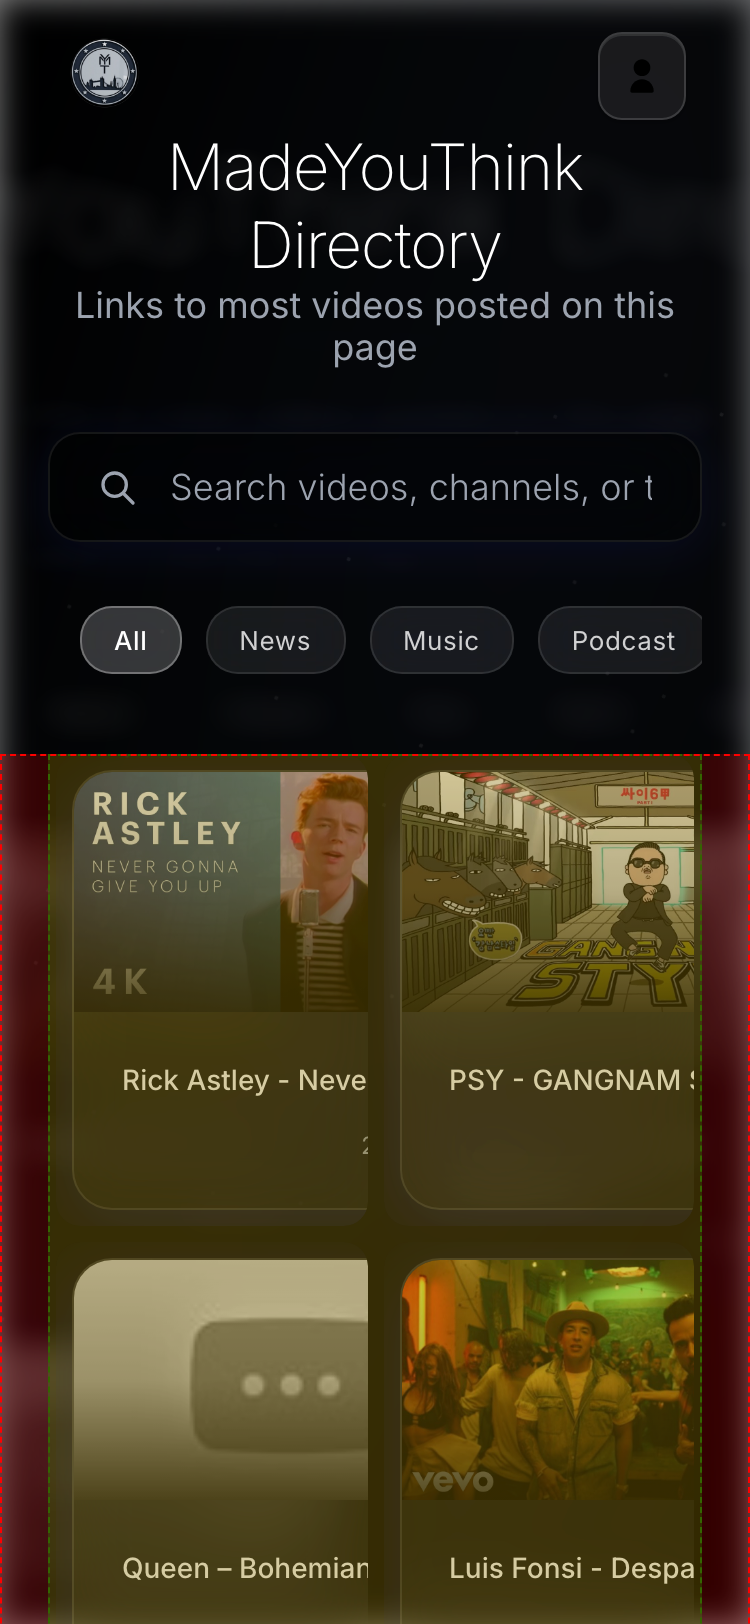 MadeYouThink
Directory
Links to most videos posted on this
page
Search videos, channels, or t
All
News
Music
Podcast
RICK
ASTLEY
NEVER GONNA
GIVE YOU UP
4K
싸이6甲
PART1
GANGN
STY
Rick Astley - Neve
PSY - GANGNAM S
2
vevo
Queen – Bohemian
Luis Fonsi - Despa